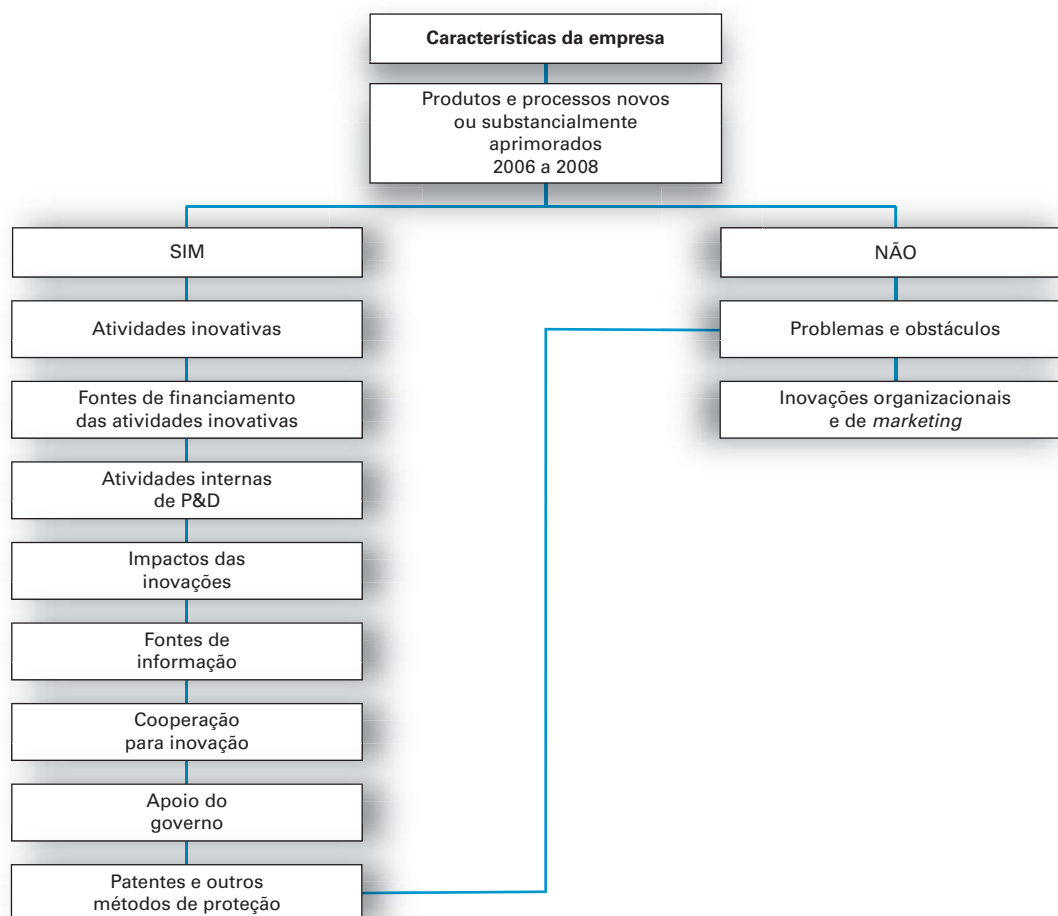 Características da empresa
Produtos e processos novos
ou substancialmente
aprimorados
2006 a 2008
SIM
Atividades inovativas
Fontes de financiamento
das atividades inovativas
Atividades internas
de P&D
Impactos das
inovações
Fontes de
informação
Cooperação
para inovação
Apoio do
governo
Patentes e outros
métodos de proteção
NÃO
Problemas e obstáculos
Inovações organizacionais
e de marketing